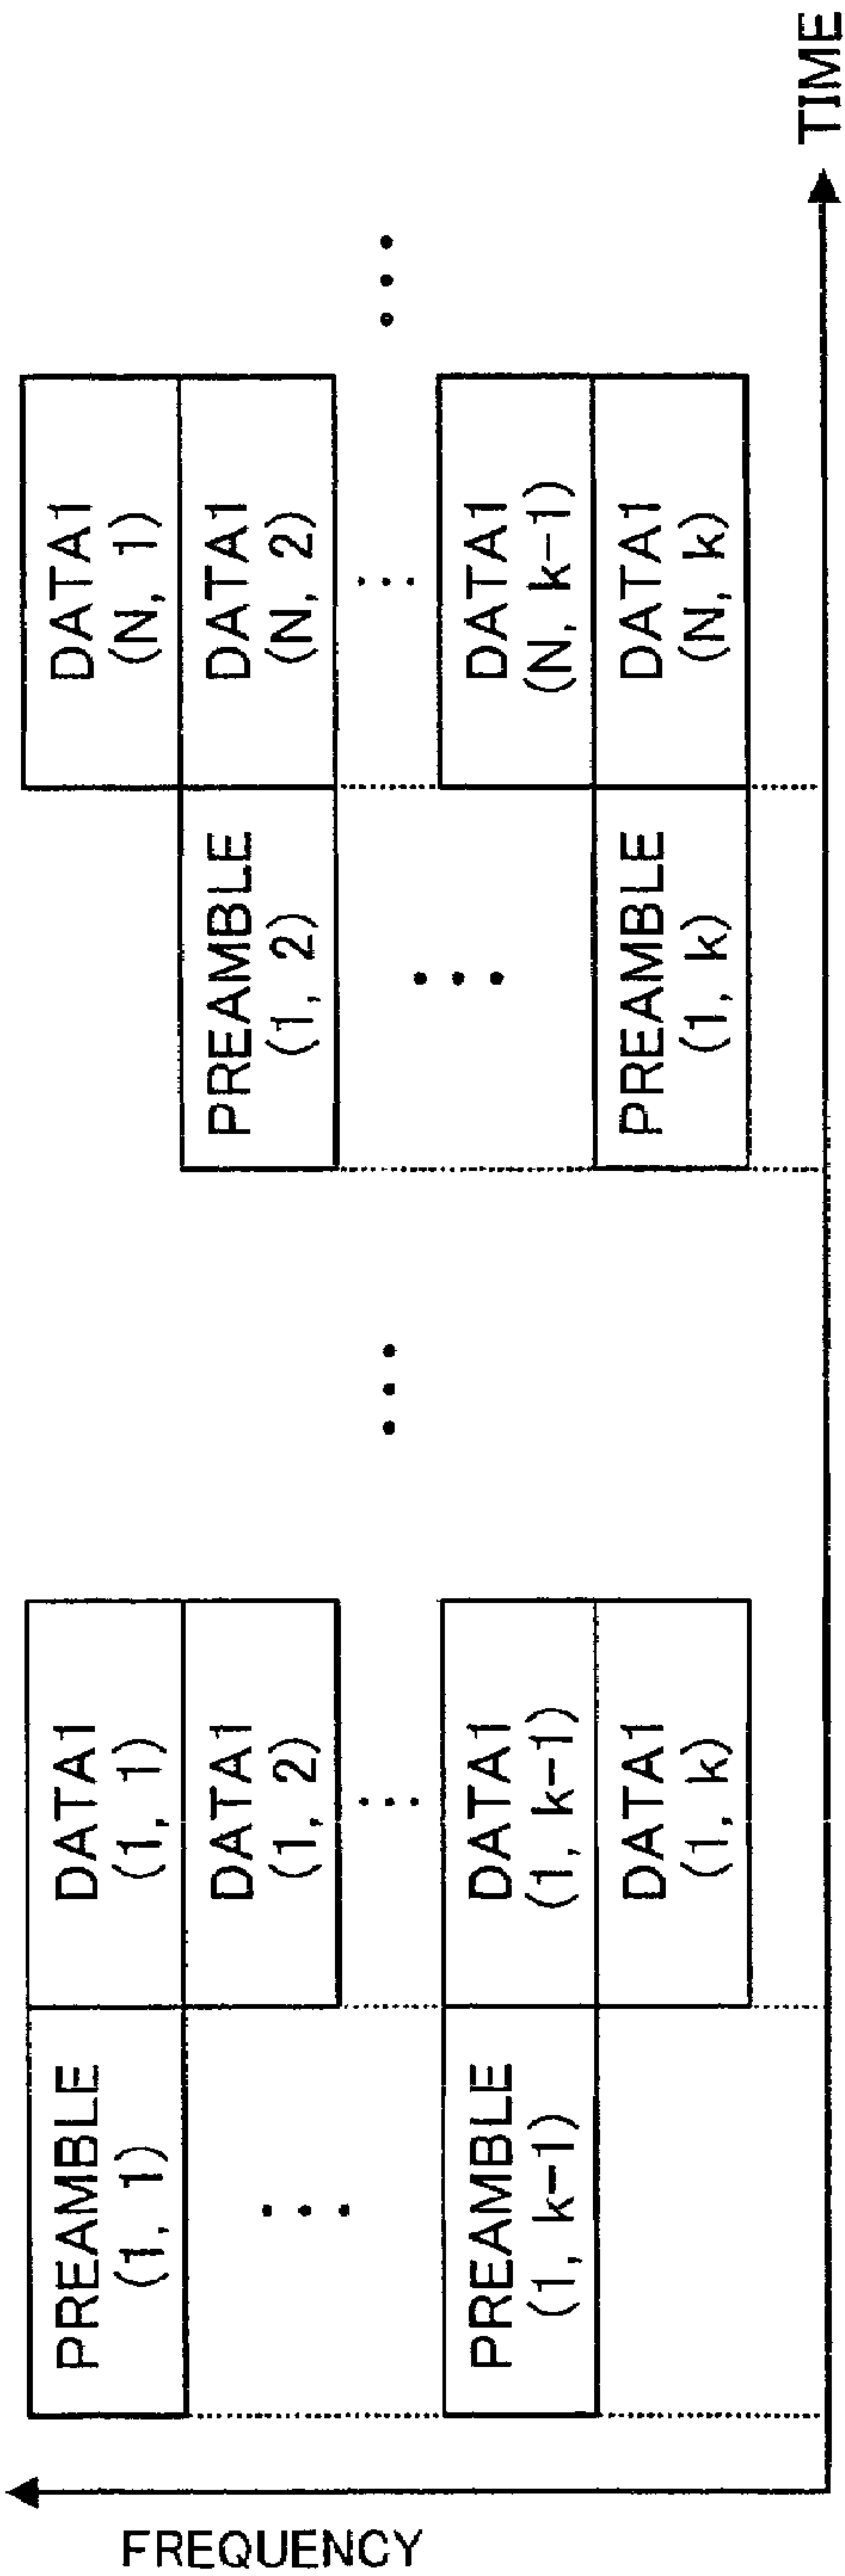 FREQUENCY
PREAMBLE
(1, 1)
DATA1
(1, 1)
DATA1
(1, 2)
PREAMBLE
(1, k-1)
DATA1
(1, k-1)
DATA1
(1, k)
DATA1
(N, 1)
PREAMBLE
(1, 2)
DATA1
(N, 2)
DATA1
(N, k-1)
PREAMBLE
(1, k)
DATA1
(N, k)
TIME